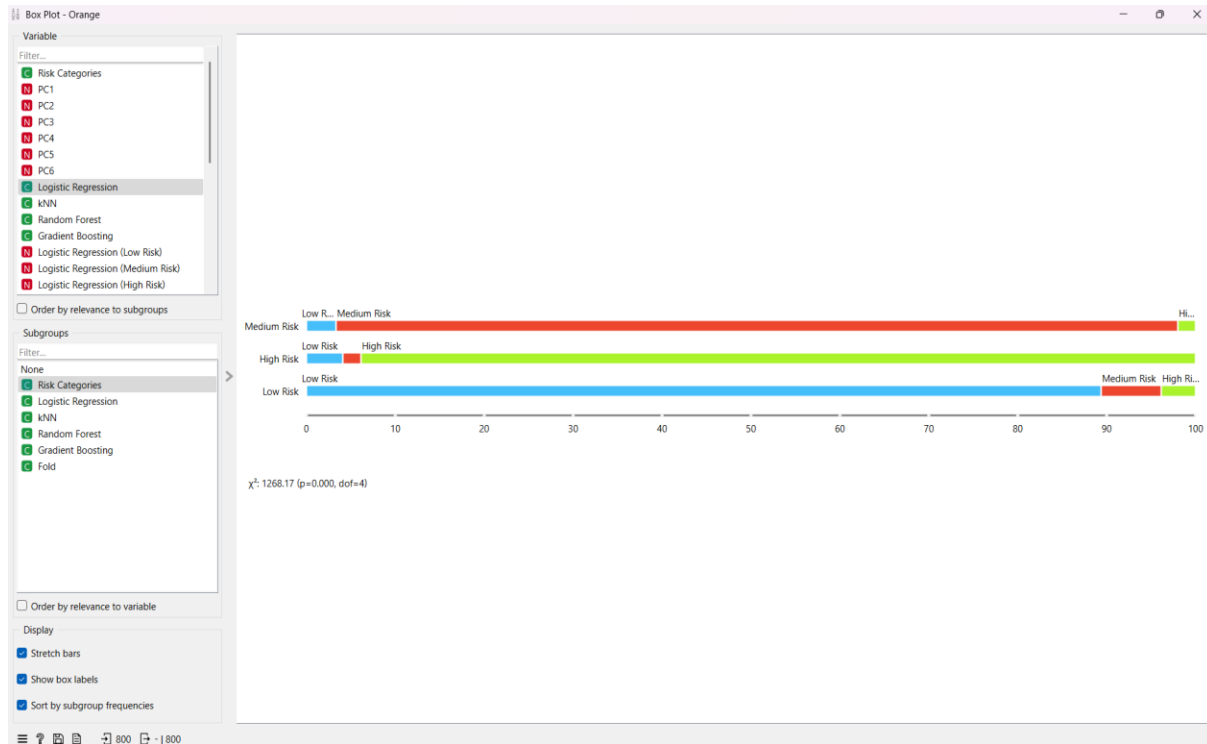 Box Plot - Orange
Variable
Filter...
C Risk Categories
N PC1
N PC2
N PC3
N PC4
N PC5
N PC6
C Logistic Regression
C kNN
C Random Forest
C Gradient Boosting
N Logistic Regression (Low Risk)
N Logistic Regression (Medium Risk)
N Logistic Regression (High Risk)
Order by relevance to subgroups
Subgroups
Filter...
None
C Risk Categories
C Logistic Regression
C kNN
C Random Forest
C Gradient Boosting
C Fold
Order by relevance to variable
Display
Stretch bars
Show box labels
Sort by subgroup frequencies
800 - | 800
Low R... Medium Risk Hi...
Medium Risk
Low Risk High Risk
High Risk
Low Risk Medium Risk High Ri...
Low Risk
0 10 20 30 40 50 60 70 80 90 100
χ²: 1268.17 (p=0.000, dof=4)